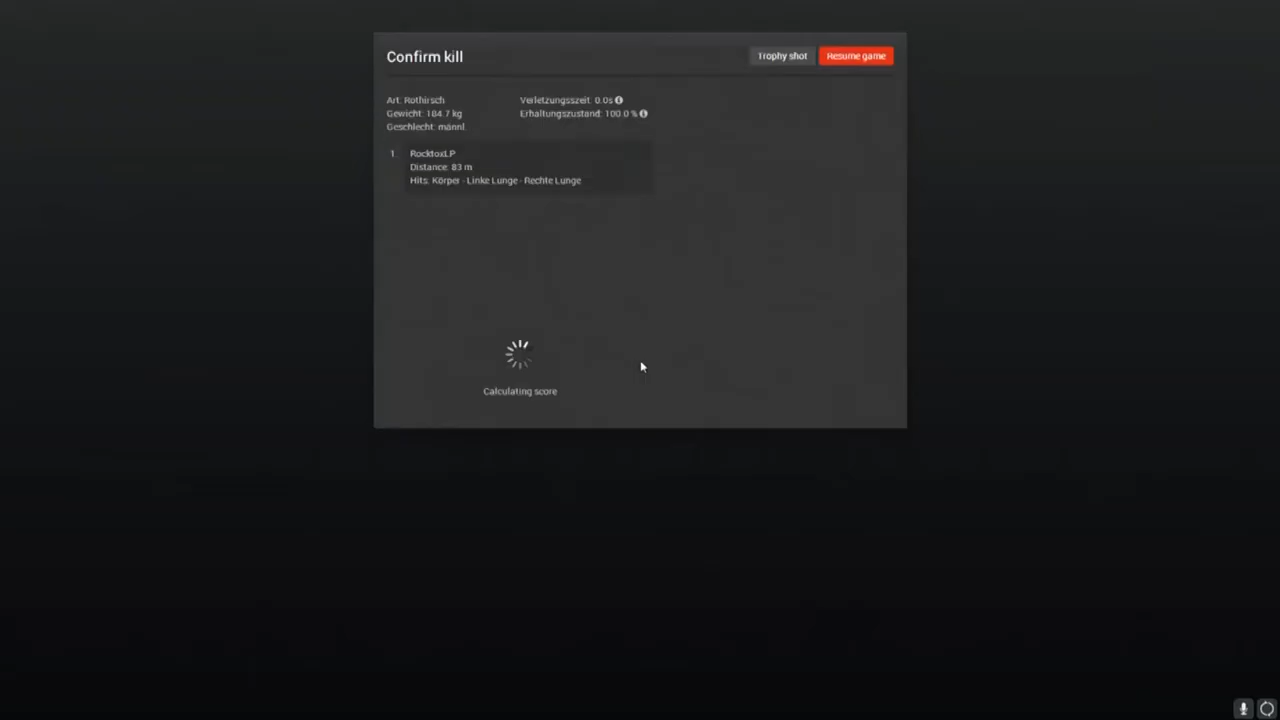 Confirm kill
Trophy shot
Resume game
Art: Rothirsch
Gewicht: 184.7 kg
Geschlecht: männl.
Verletzungsszeit: 0.0s
Erhaltungszustand: 100.0 %
1.
RocktoxLP
Distance: 83 m
Hits: Körper - Linke Lunge - Rechte Lunge
Calculating score